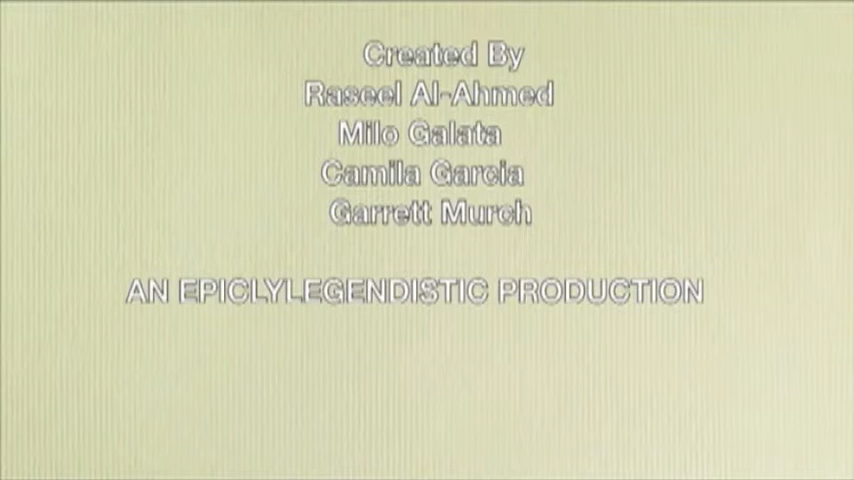 Created By
Raseel Al-Ahmed
Milo Galata
Camila Garcia
Garrett Murch
AN EPICLYLEGENDISTIC PRODUCTION